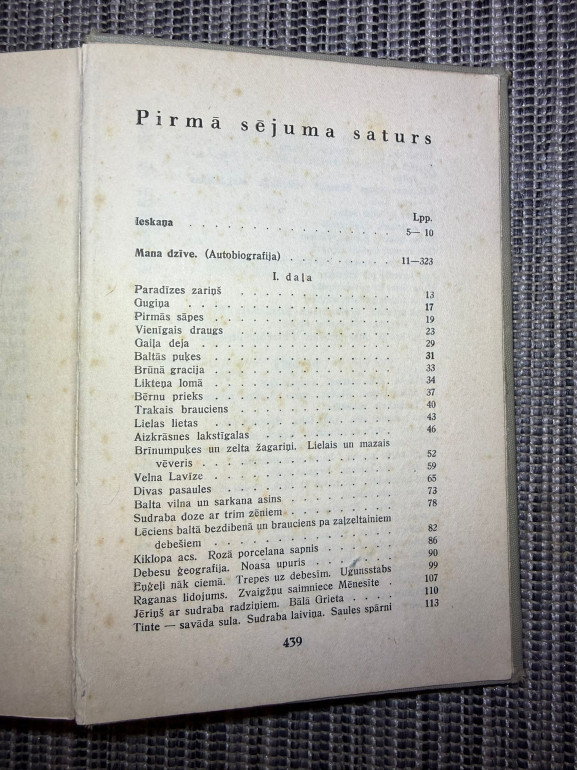 Pirmā sējuma saturs
Lpp.
Ieskaņa . . . . . . . . . . . . 5—10
Mana dzīve. (Autobiografija) . . . . . . . . 11—323
I. daļa
Paradīzes zariņš . . . . . . . . . . 13
Gugiņa . . . . . . . . . . . . 17
Pirmās sāpes . . . . . . . . . . . 19
Vienīgais draugs . . . . . . . . . . 23
Gaiļa deja . . . . . . . . . . . 29
Baltās puķes . . . . . . . . . . . 31
Brūnā gracija . . . . . . . . . . 33
Likteņa lomā . . . . . . . . . . . 34
Bērnu prieks . . . . . . . . . . . 37
Trakais brauciens . . . . . . . . . . 40
Lielas lietas . . . . . . . . . . . 43
Aizkrāsnes lakstīgalas . . . . . . . . . 46
Brīnumpuķes un zelta žagariņi. Lielais un mazais
vēveris . . . . . . . . . . . 52
Velna Lavīze . . . . . . . . . . . 59
Divas pasaules . . . . . . . . . . 65
Balta vilna un sarkana asins . . . . . . 73
Sudraba doze ar trim zēniem . . . . . . 78
Lēciens baltā bezdibenā un brauciens pa zaļzeltainiem
debešiem . . . . . . . . . . . 82
Kiklopa acs. Rozā porcelana sapnis . . . . 86
Debesu ģeografija. Noasa upuris . . . . . 90
Eņģeļi nāk ciemā. Trepes uz debesīm. Ugunsstabs 99
Raganas lidojums. Zvaigžņu saimniece Mēnesite . 107
Jēriņš ar sudraba radziņiem. Bālā Grieta . . . . 110
Tinte — savāda sula. Sudraba laiviņa. Saules spārni 113
439